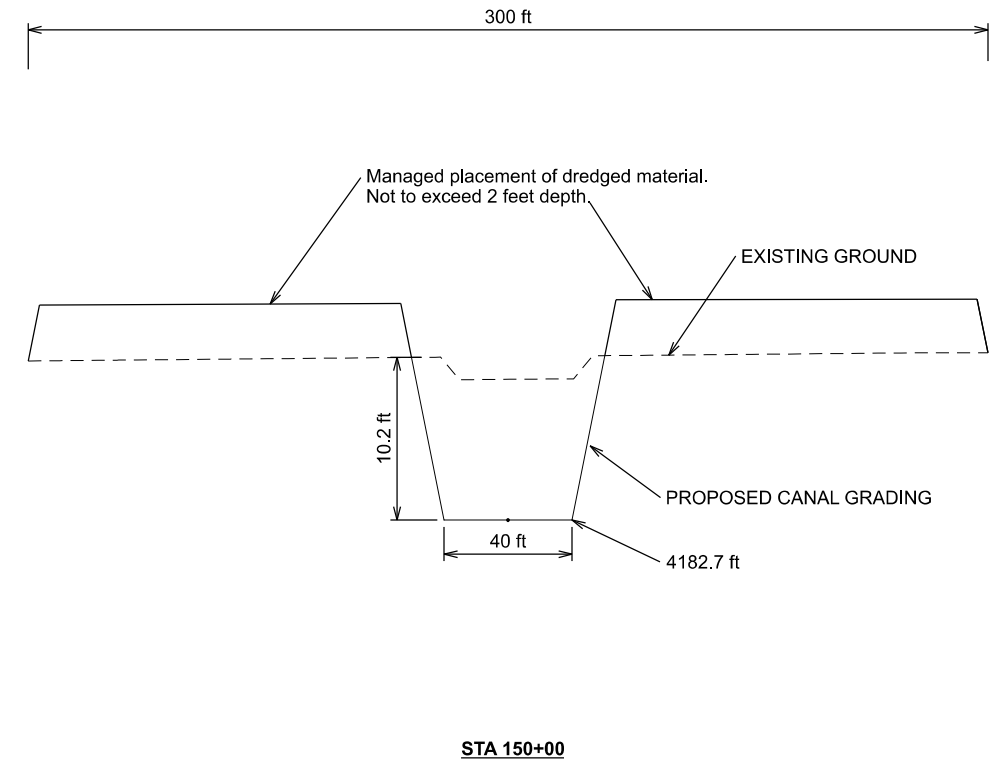 300 ft
Managed placement of dredged material.
Not to exceed 2 feet depth.
EXISTING GROUND
10.2 ft
PROPOSED CANAL GRADING
40 ft
4182.7 ft
STA 150+00